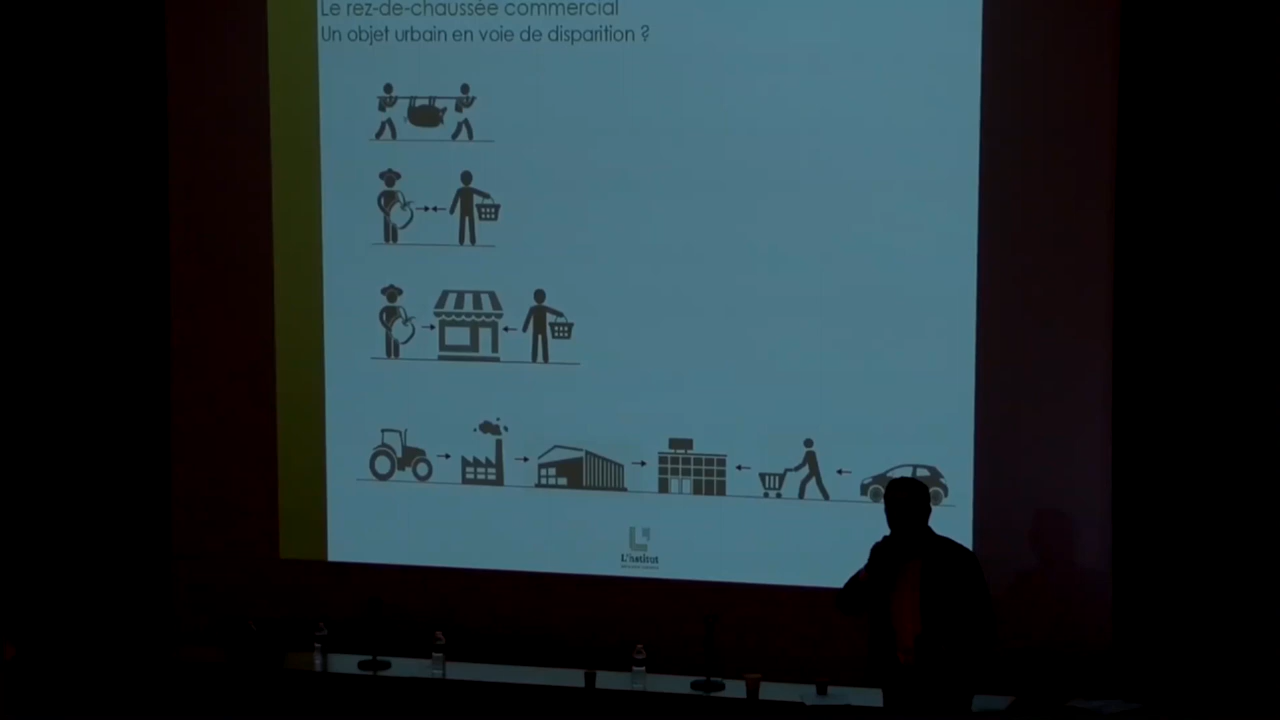 Le rez-de-chaussée commercial
Un objet urbain en voie de disparition ?
L'institut